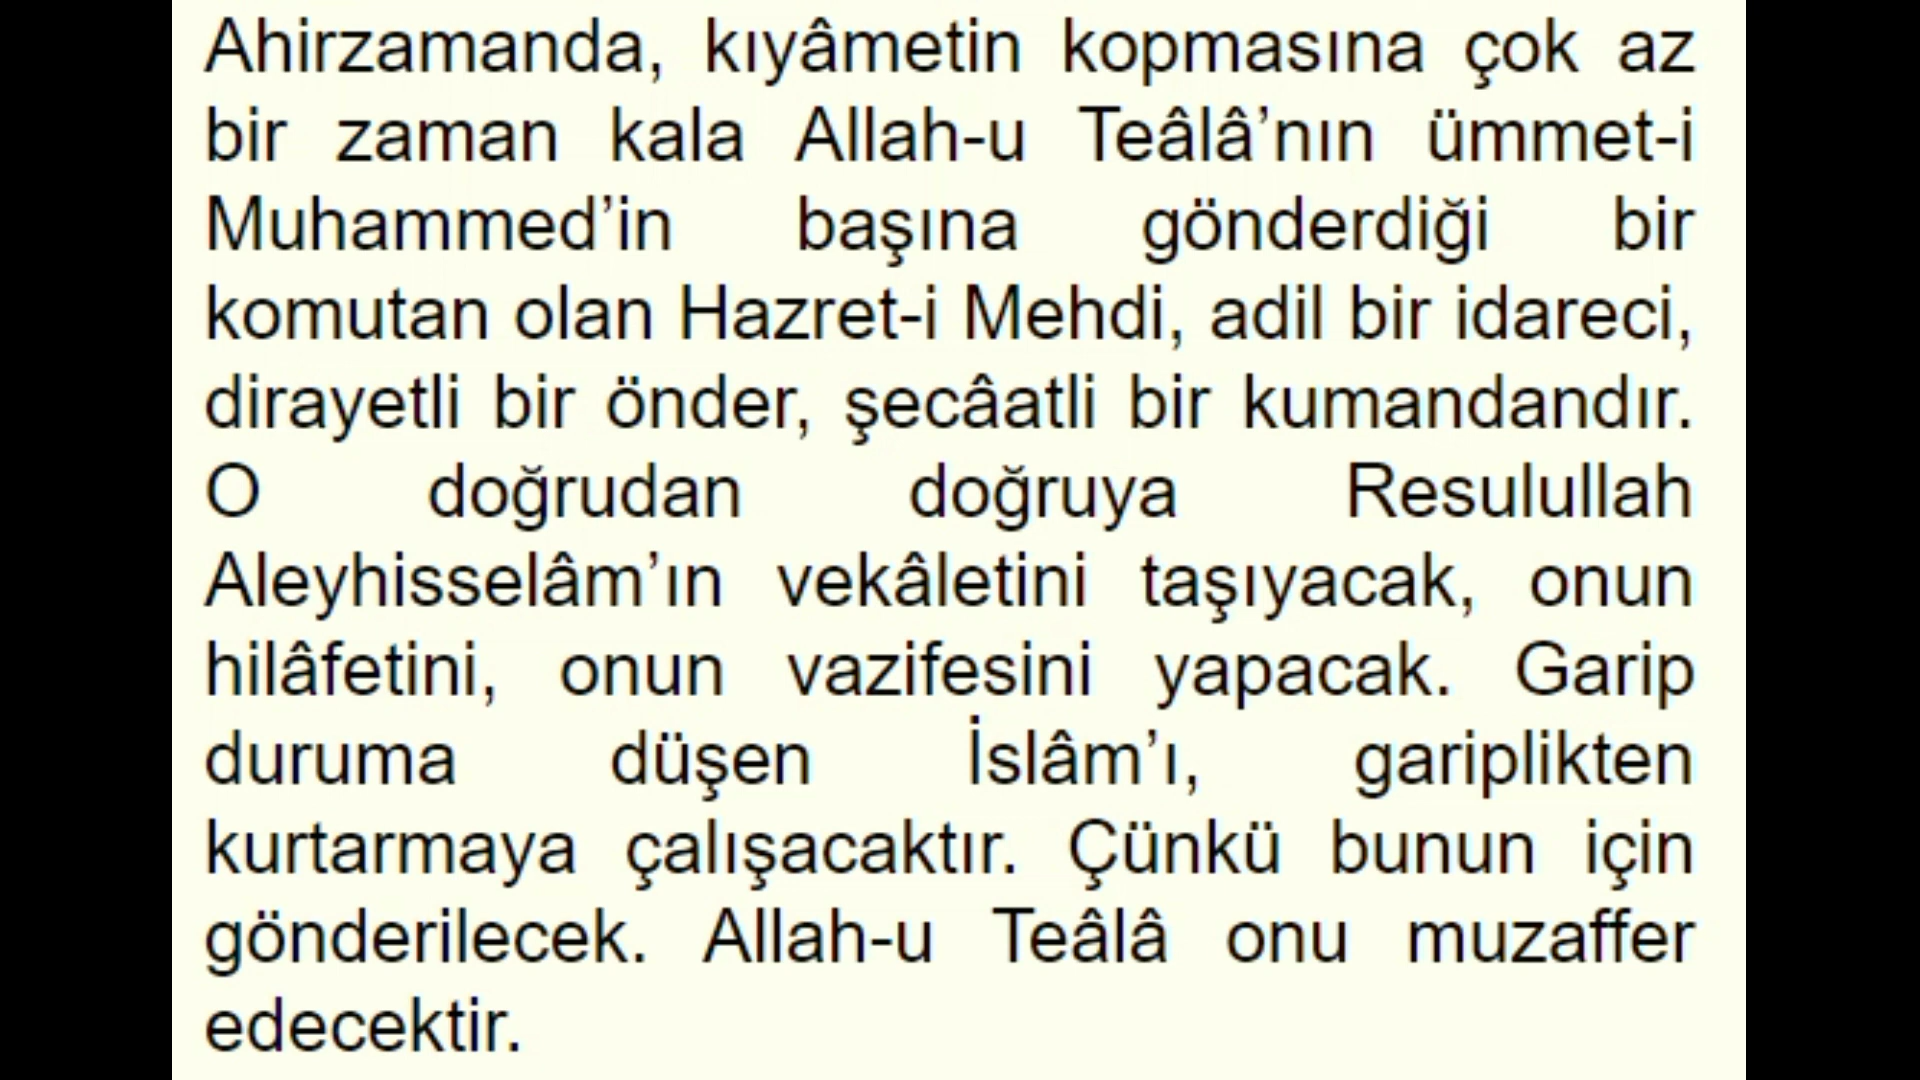 Ahirzamanda, kıyâmetin kopmasına çok az
bir zaman kala Allah-u Teâlâ’nın ümmet-i
Muhammed’in başına gönderdiği bir
komutan olan Hazret-i Mehdi, adil bir idareci,
dirayetli bir önder, şecâatli bir kumandandır.
O doğrudan doğruya Resulullah
Aleyhisselâm’ın vekâletini taşıyacak, onun
hilâfetini, onun vazifesini yapacak. Garip
duruma düşen İslâm’ı, gariplikten
kurtarmaya çalışacaktır. Çünkü bunun için
gönderilecek. Allah-u Teâlâ onu muzaffer
edecektir.